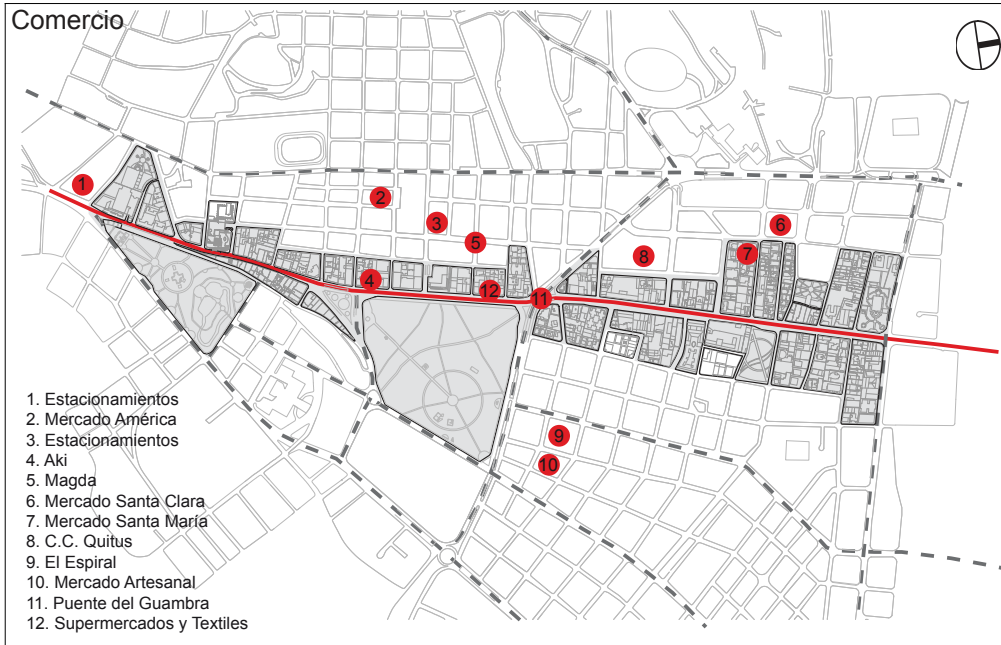 Comercio
1
2
3
6
5
8
7
4
12
11
9
10
1. Estacionamientos
2. Mercado América
3. Estacionamientos
4. Aki
5. Magda
6. Mercado Santa Clara
7. Mercado Santa María
8. C.C. Quitus
9. El Espiral
10. Mercado Artesanal
11. Puente del Guambra
12. Supermercados y Textiles